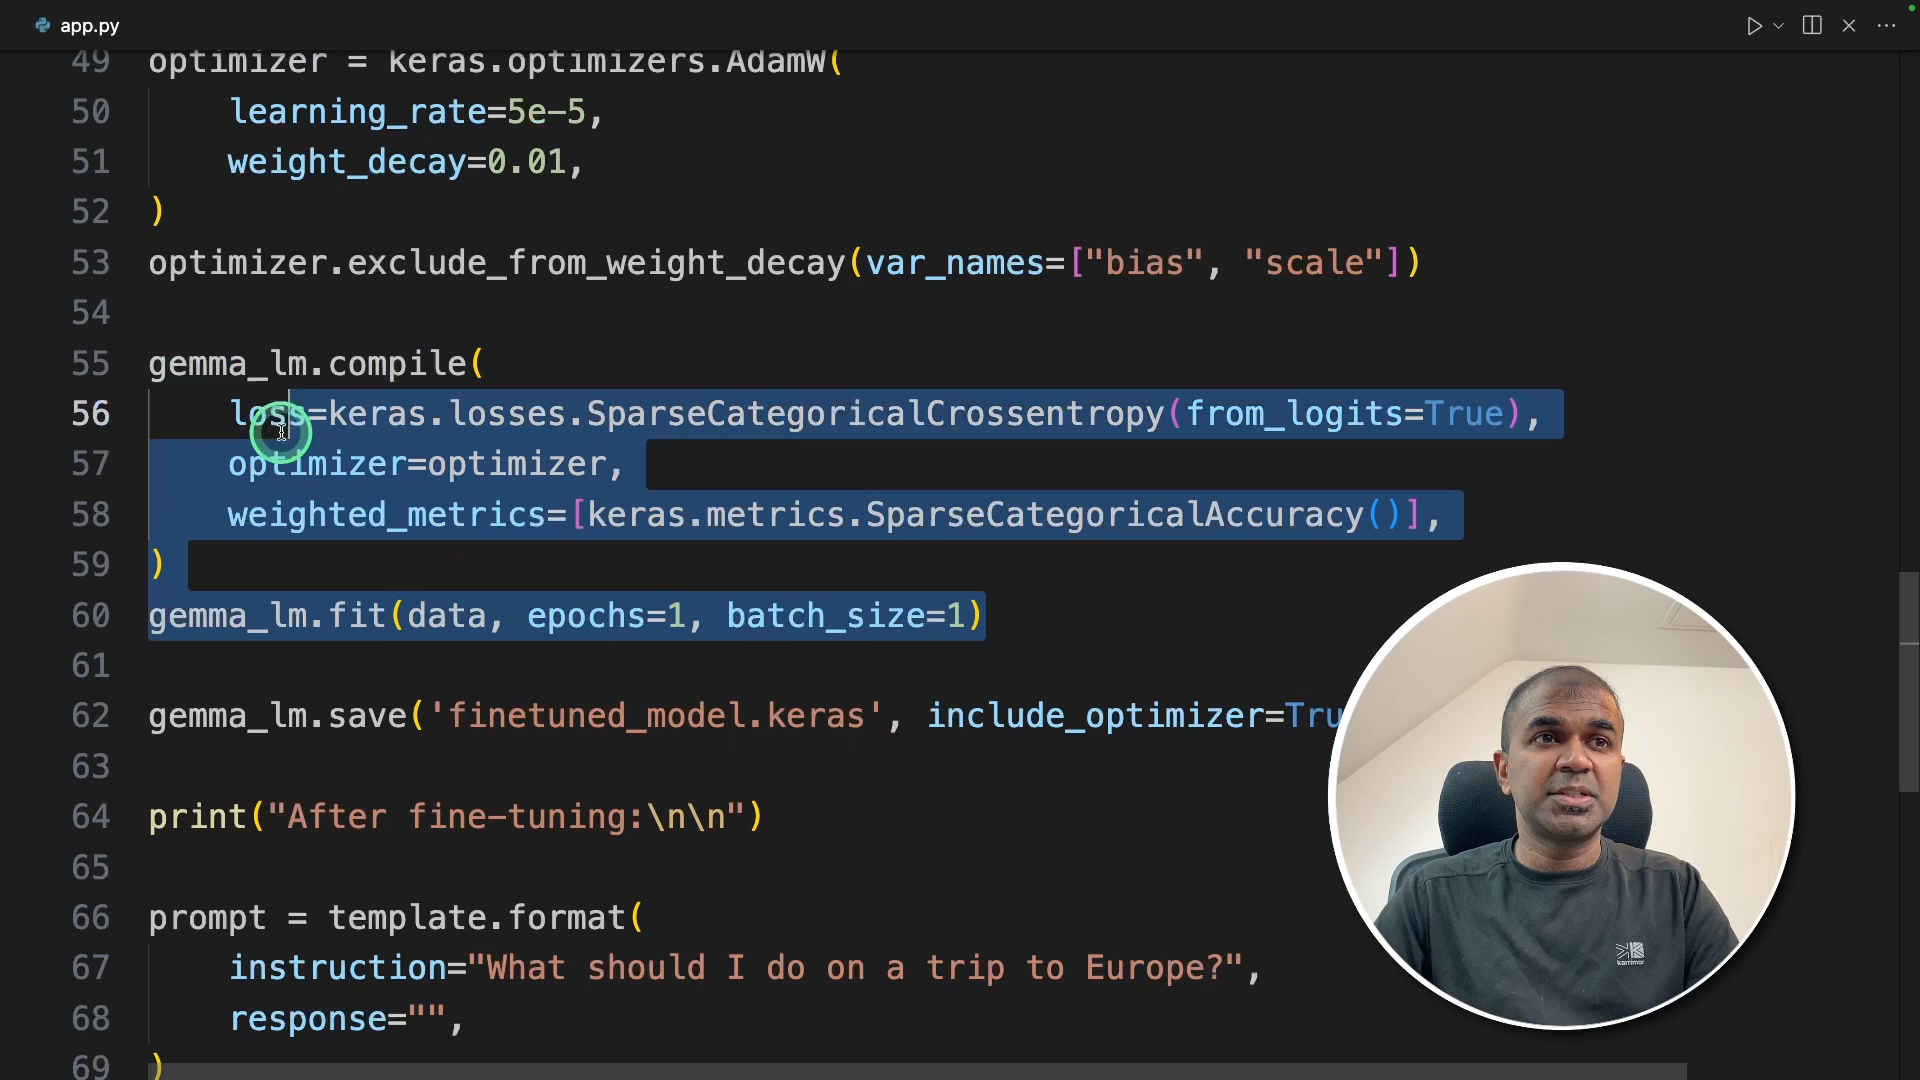 app.py
49 optimizer = keras.optimizers.AdamW(
50 learning_rate=5e-5,
51 weight_decay=0.01,
52 )
53 optimizer.exclude_from_weight_decay(var_names=["bias", "scale"])
54
55 gemma_lm.compile(
56 loss=keras.losses.SparseCategoricalCrossentropy(from_logits=True),
57 optimizer=optimizer,
58 weighted_metrics=[keras.metrics.SparseCategoricalAccuracy()],
59 )
60 gemma_lm.fit(data, epochs=1, batch_size=1)
61
62 gemma_lm.save('finetuned_model.keras', include_optimizer=Tru
63
64 print("After fine-tuning:\n\n")
65
66 prompt = template.format(
67 instruction="What should I do on a trip to Europe?",
68 response="",
69 )
karrimor